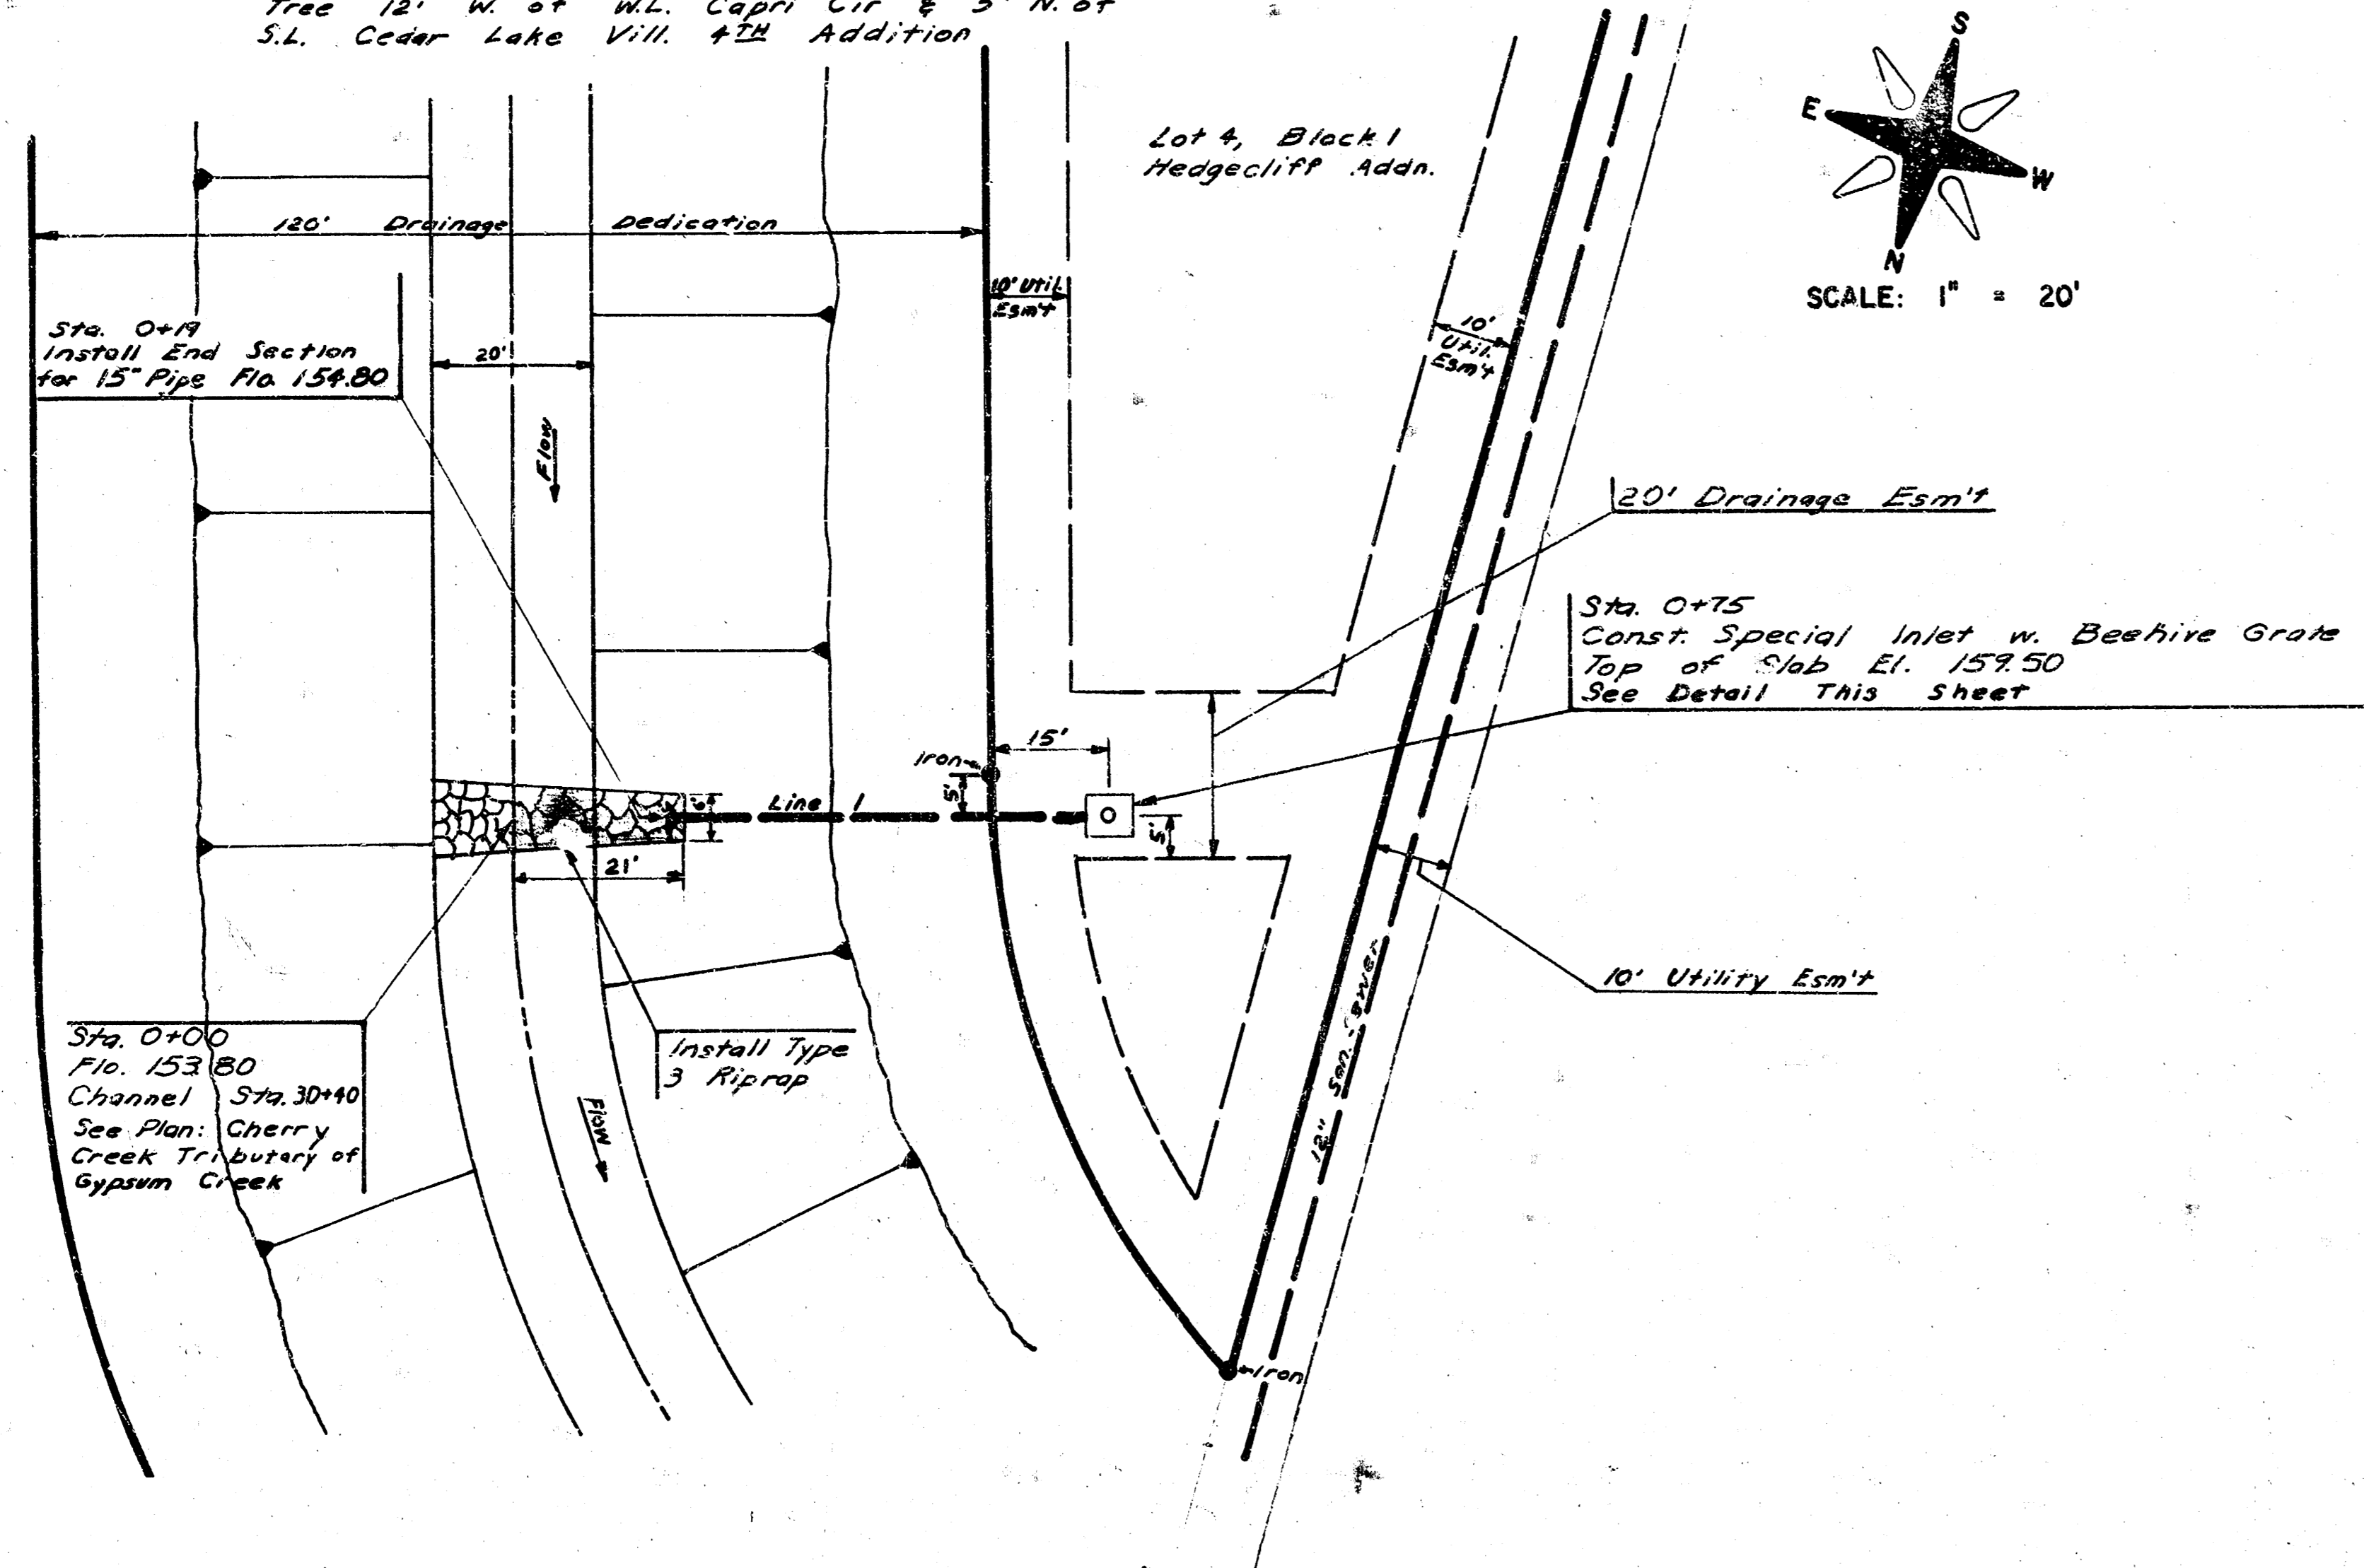 Tree 12' W. of W.L. Capri Cir & 5' N. of
S.L. Cedar Lake Vill. 4TH Addition
S
E
W
N
SCALE: 1" = 20'
Lot 4, Block 1
Hedgecliff Addn.
120' Drainage Dedication
10' Util.
Esm't
10'
Util.
Esm't
Sta. 0+19
Install End Section
for 15" Pipe Flo. 154.80
20'
Flow
20' Drainage Esm't
Sta. 0+75
Const. Special Inlet w. Beehive Grate
Top of Slab El. 159.50
See Detail This Sheet
15'
Iron
5'
Line 1
6'
5'
21'
10' Utility Esm't
12" San. Sewer
Sta. 0+00
Flo. 153.80
Channel Sta. 30+40
See Plan: Cherry
Creek Tributary of
Gypsum Creek
Install Type
3 Riprap
Flow
Iron